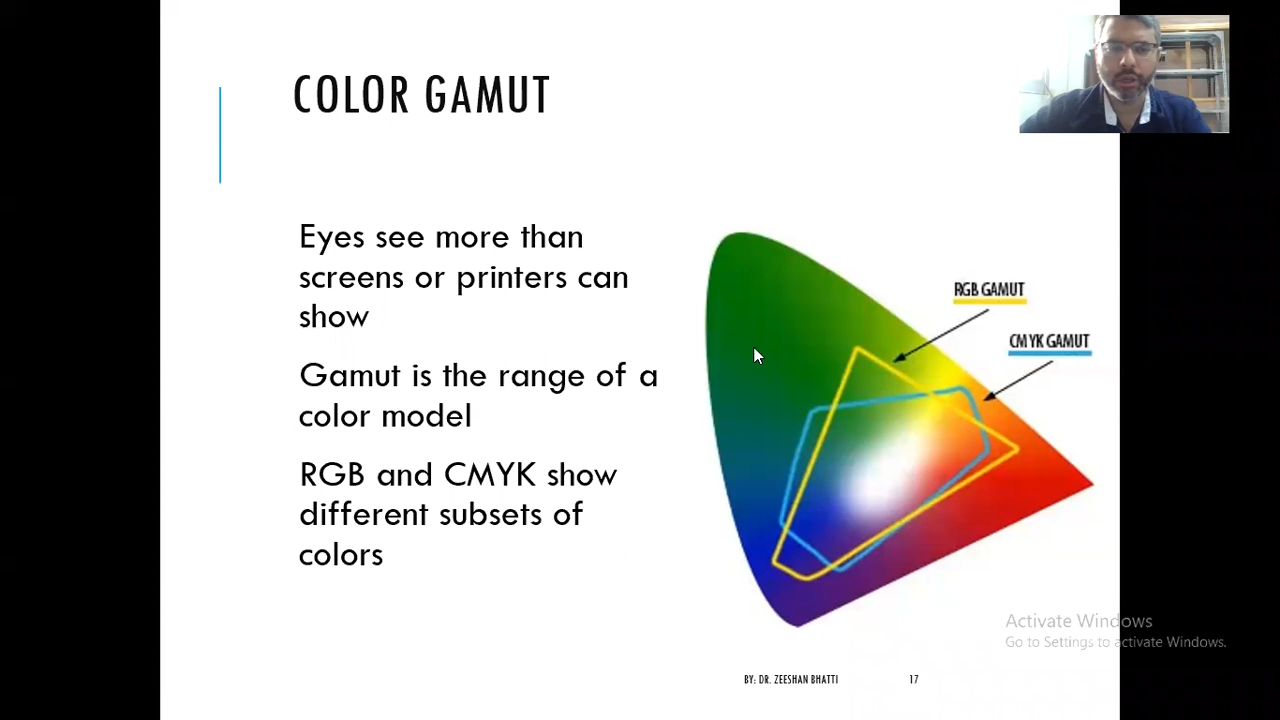 COLOR GAMUT
Eyes see more than
screens or printers can
show
Gamut is the range of a
color model
RGB and CMYK show
different subsets of
colors
RGB GAMUT
CMYK GAMUT
Activate Windows
Go to Settings to activate Windows.
BY: DR. ZEESHAN BHATTI
17